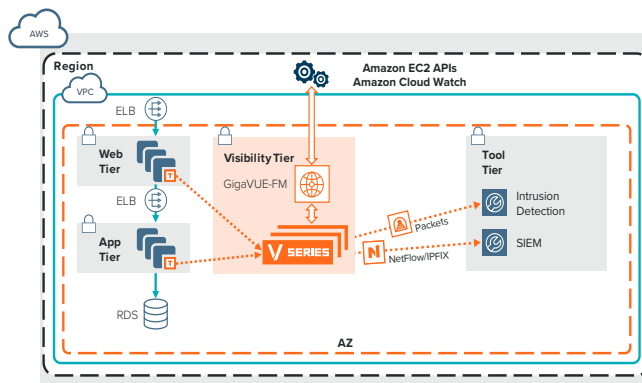 AWS
Region
Amazon EC2 APIs
Amazon Cloud Watch
VPC
ELB
Web
Tier
T
Visibility Tier
GigaVUE-FM
Tool
Tier
Intrusion
Detection
ELB
App
Tier
T
V SERIES
Packets
N
NetFlow/IPFIX
SIEM
RDS
AZ